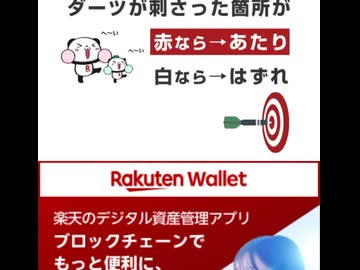 ダーツが刺さった箇所が
へ～い
へ～い
赤なら→あたり
B
白なら→はずれ
Rakuten Wallet
楽天のデジタル資産管理アプリ
ブロックチェーンで
もっと便利に、